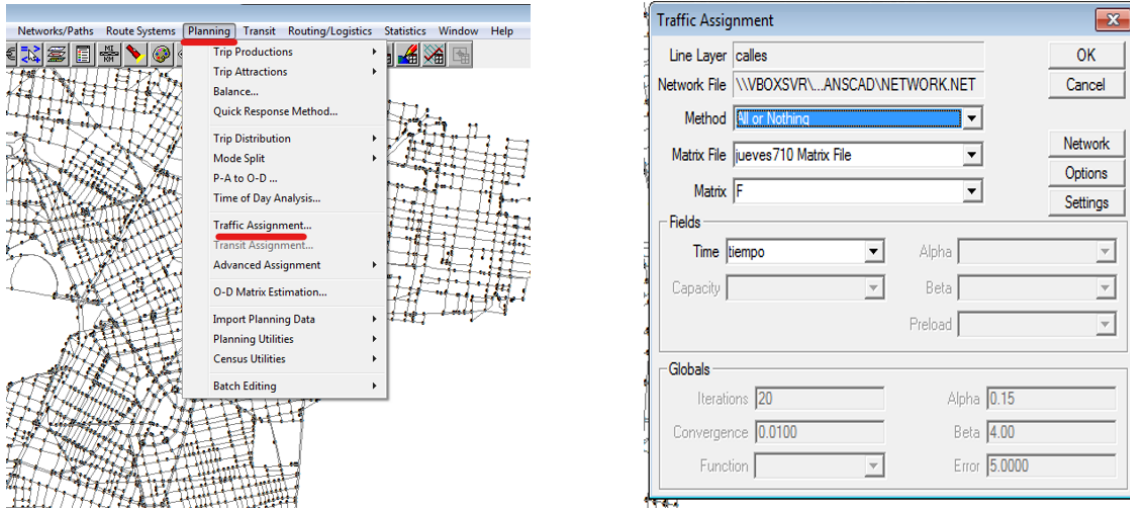 Networks/Paths Route Systems Planning Transit Routing/Logistics Statistics Window Help
MI
KM
Trip Productions
Trip Attractions
Balance...
Quick Response Method...
Trip Distribution
Mode Split
P-A to O-D ...
Time of Day Analysis...
Traffic Assignment...
Transit Assignment...
Advanced Assignment
O-D Matrix Estimation...
Import Planning Data
Planning Utilities
Census Utilities
Batch Editing
Traffic Assignment
Line Layer calles OK
Network File \\VBOXSVR\...ANSCAD\NETWORK.NET Cancel
Method All or Nothing
Network
Matrix File jueves710 Matrix File
Options
Matrix F
Settings
Fields
Time tiempo Alpha
Capacity Beta
Preload
Globals
Iterations 20 Alpha 0.15
Convergence 0.0100 Beta 4.00
Function Error 5.0000